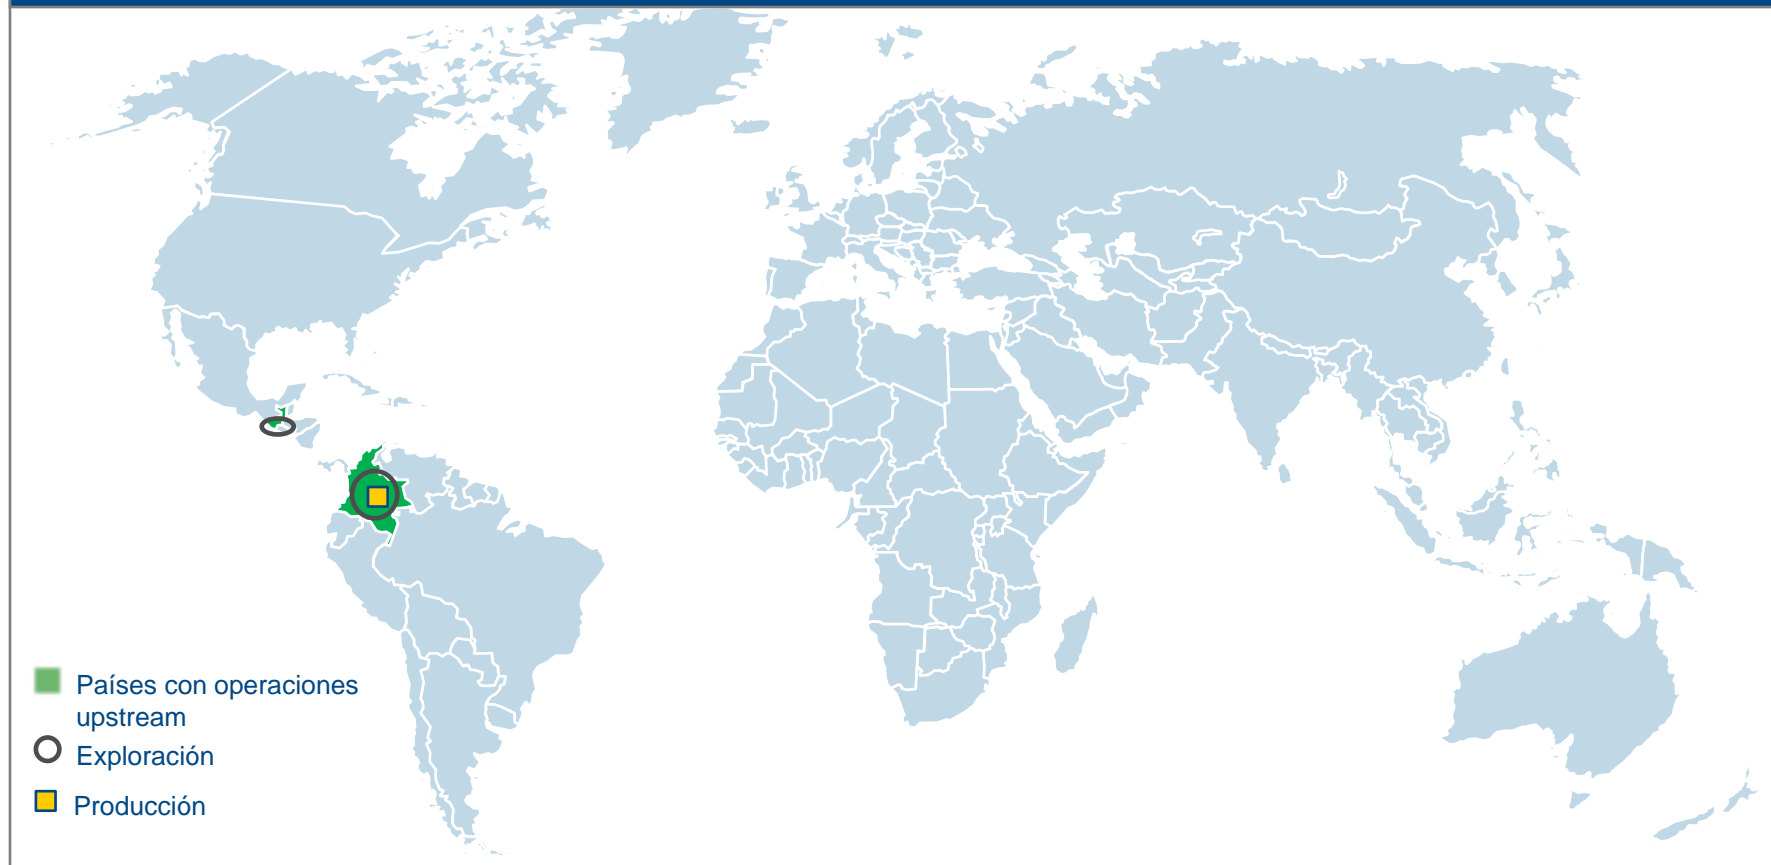 Países con operaciones
upstream
Exploración
Producción